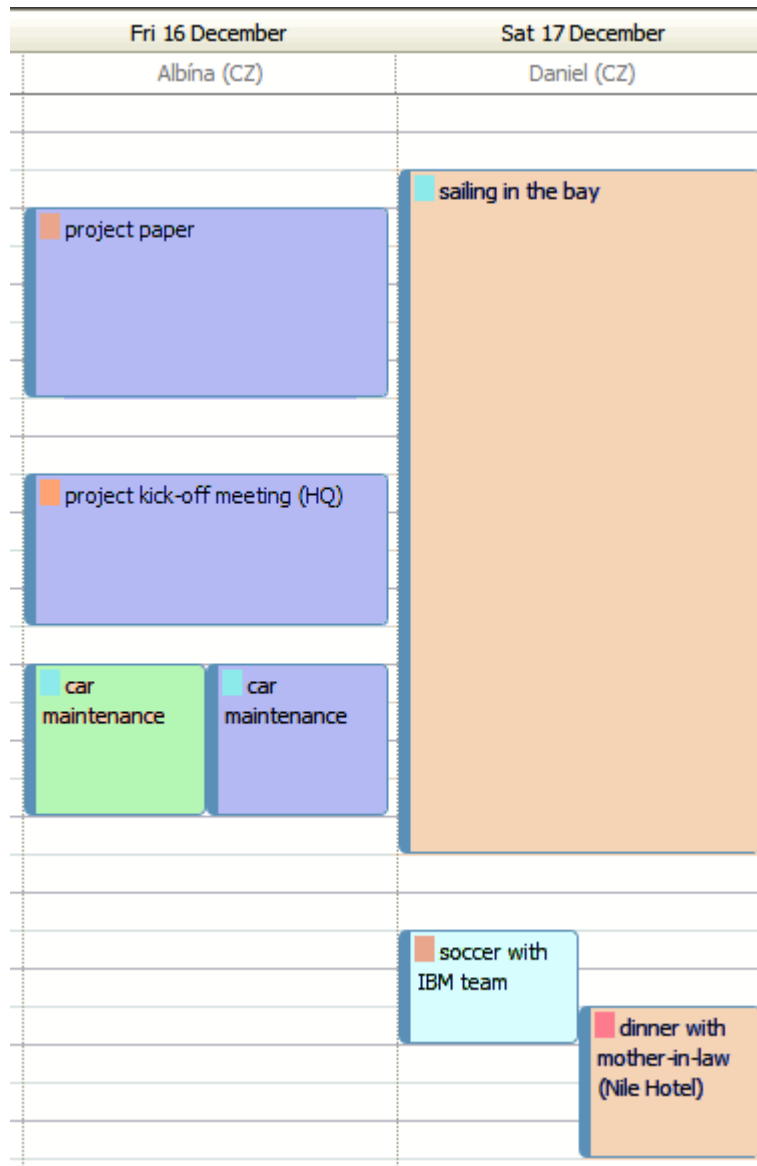 Fri 16 December
Sat 17 December
Albína (CZ)
Daniel (CZ)
sailing in the bay
project paper
project kick-off meeting (HQ)
car
maintenance
car
maintenance
soccer with
IBM team
dinner with
mother-in-law
(Nile Hotel)